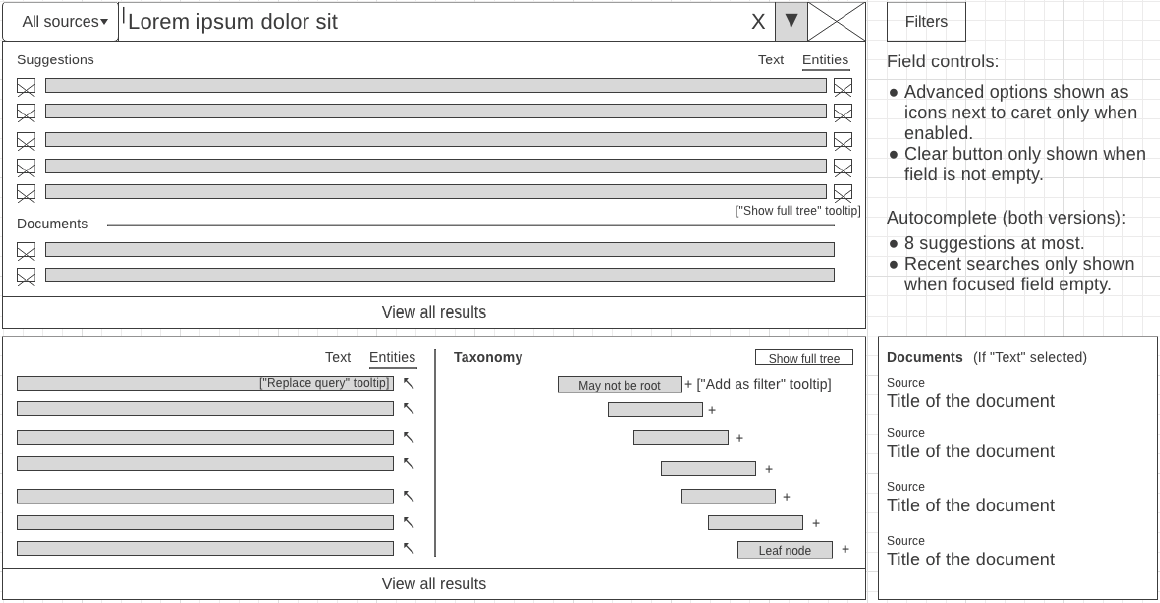 All sources▾
Lorem ipsum dolor sit
X
▼
Filters
Suggestions
Text
Entities
["Show full tree" tooltip]
Documents
View all results
Field controls:
● Advanced options shown as
icons next to caret only when
enabled.
● Clear button only shown when
field is not empty.
Autocomplete (both versions):
● 8 suggestions at most.
● Recent searches only shown
when focused field empty.
Text
Entities
["Replace query" tooltip]
Taxonomy
Show full tree
May not be root
+ ["Add as filter" tooltip]
+
+
+
+
+
Leaf node
+
View all results
Documents (If "Text" selected)
Source
Title of the document
Source
Title of the document
Source
Title of the document
Source
Title of the document